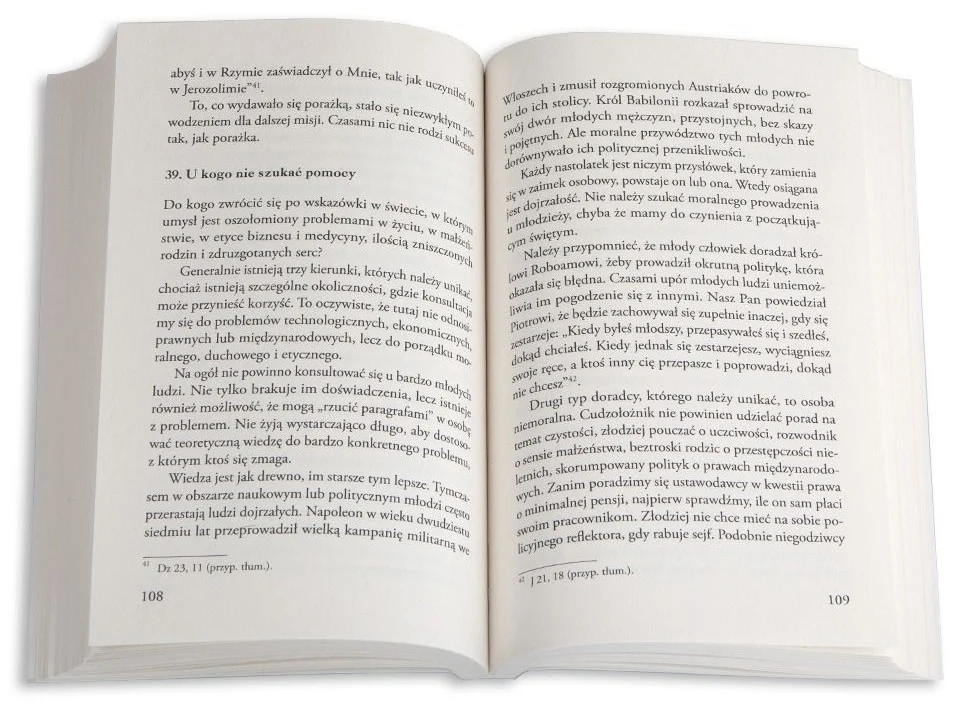 abyś i w Rzymie zaświadczył o Mnie, tak jak uczyniłeś to
w Jerozolimie”⁴¹.
To, co wydawało się porażką, stało się niezwykłym po-
wodzeniem dla dalszej misji. Czasami nic nie rodzi sukcesu
tak, jak porażka.
39. U kogo nie szukać pomocy
Do kogo zwrócić się po wskazówki w świecie, w którym
umysł jest oszołomiony problemami w życiu, w małżeń-
stwie, w etyce biznesu i medycyny, ilością zniszczonych
rodzin i zdruzgotanych serc?
Generalnie istnieją trzy kierunki, których należy unikać,
chociaż istnieją szczególne okoliczności, gdzie konsultacja
może przynieść korzyść. To oczywiste, że tutaj nie odnosi-
my się do problemów technologicznych, ekonomicznych,
prawnych lub międzynarodowych, lecz do porządku mo-
ralnego, duchowego i etycznego.
Na ogół nie powinno konsultować się u bardzo młodych
ludzi. Nie tylko brakuje im doświadczenia, lecz istnieje
również możliwość, że mogą „rzucić paragrafami” w osobę
z problemem. Nie żyją wystarczająco długo, aby dostoso-
wać teoretyczną wiedzę do bardzo konkretnego problemu,
z którym ktoś się zmaga.
Wiedza jest jak drewno, im starsze tym lepsze. Tymcza-
sem w obszarze naukowym lub politycznym młodzi często
przerastają ludzi dojrzałych. Napoleon w wieku dwudziestu
siedmiu lat przeprowadził wielką kampanię militarną we
⁴¹ Dz 23, 11 (przyp. tłum.).
108
Włoszech i zmusił rozgromionych Austriaków do powro-
tu do ich stolicy. Król Babilonii rozkazał sprowadzić na
swój dwór młodych mężczyzn, przystojnych, bez skazy
i pojętnych. Ale moralne przywództwo tych młodych nie
dorównywało ich politycznej przenikliwości.
Każdy nastolatek jest niczym przysłówek, który zamienia
się w zaimek osobowy, powstaje on lub ona. Wtedy osiągana
jest dojrzałość. Nie należy szukać moralnego prowadzenia
u młodzieży, chyba że mamy do czynienia z początkują-
cym świętym.
Należy przypomnieć, że młody człowiek doradzał kró-
lowi Roboamowi, żeby prowadził okrutną politykę, która
okazała się błędna. Czasami upór młodych ludzi uniemoż-
liwia im pogodzenie się z innymi. Nasz Pan powiedział
Piotrowi, że będzie zachowywał się zupełnie inaczej, gdy się
zestarzeje: „Kiedy byłeś młodszy, przepasywałeś się i szedłeś,
dokąd chciałeś. Kiedy jednak się zestarzejesz, wyciągniesz
swoje ręce, a ktoś inny cię przepasze i poprowadzi, dokąd
nie chcesz”⁴².
Drugi typ doradcy, którego należy unikać, to osoba
niemoralna. Cudzołożnik nie powinien udzielać porad na
temat czystości, złodziej pouczać o uczciwości, rozwodnik
o sensie małżeństwa, beztroski rodzic o przestępczości nie-
letnich, skorumpowany polityk o prawach międzynarodo-
wych. Zanim poradzimy się ustawodawcy w kwestii prawa
o minimalnej pensji, najpierw sprawdźmy, ile on sam płaci
swoim pracownikom. Złodziej nie chce mieć na sobie po-
licyjnego reflektora, gdy rabuje sejf. Podobnie niegodziwcy
⁴² J 21, 18 (przyp. tłum.).
109